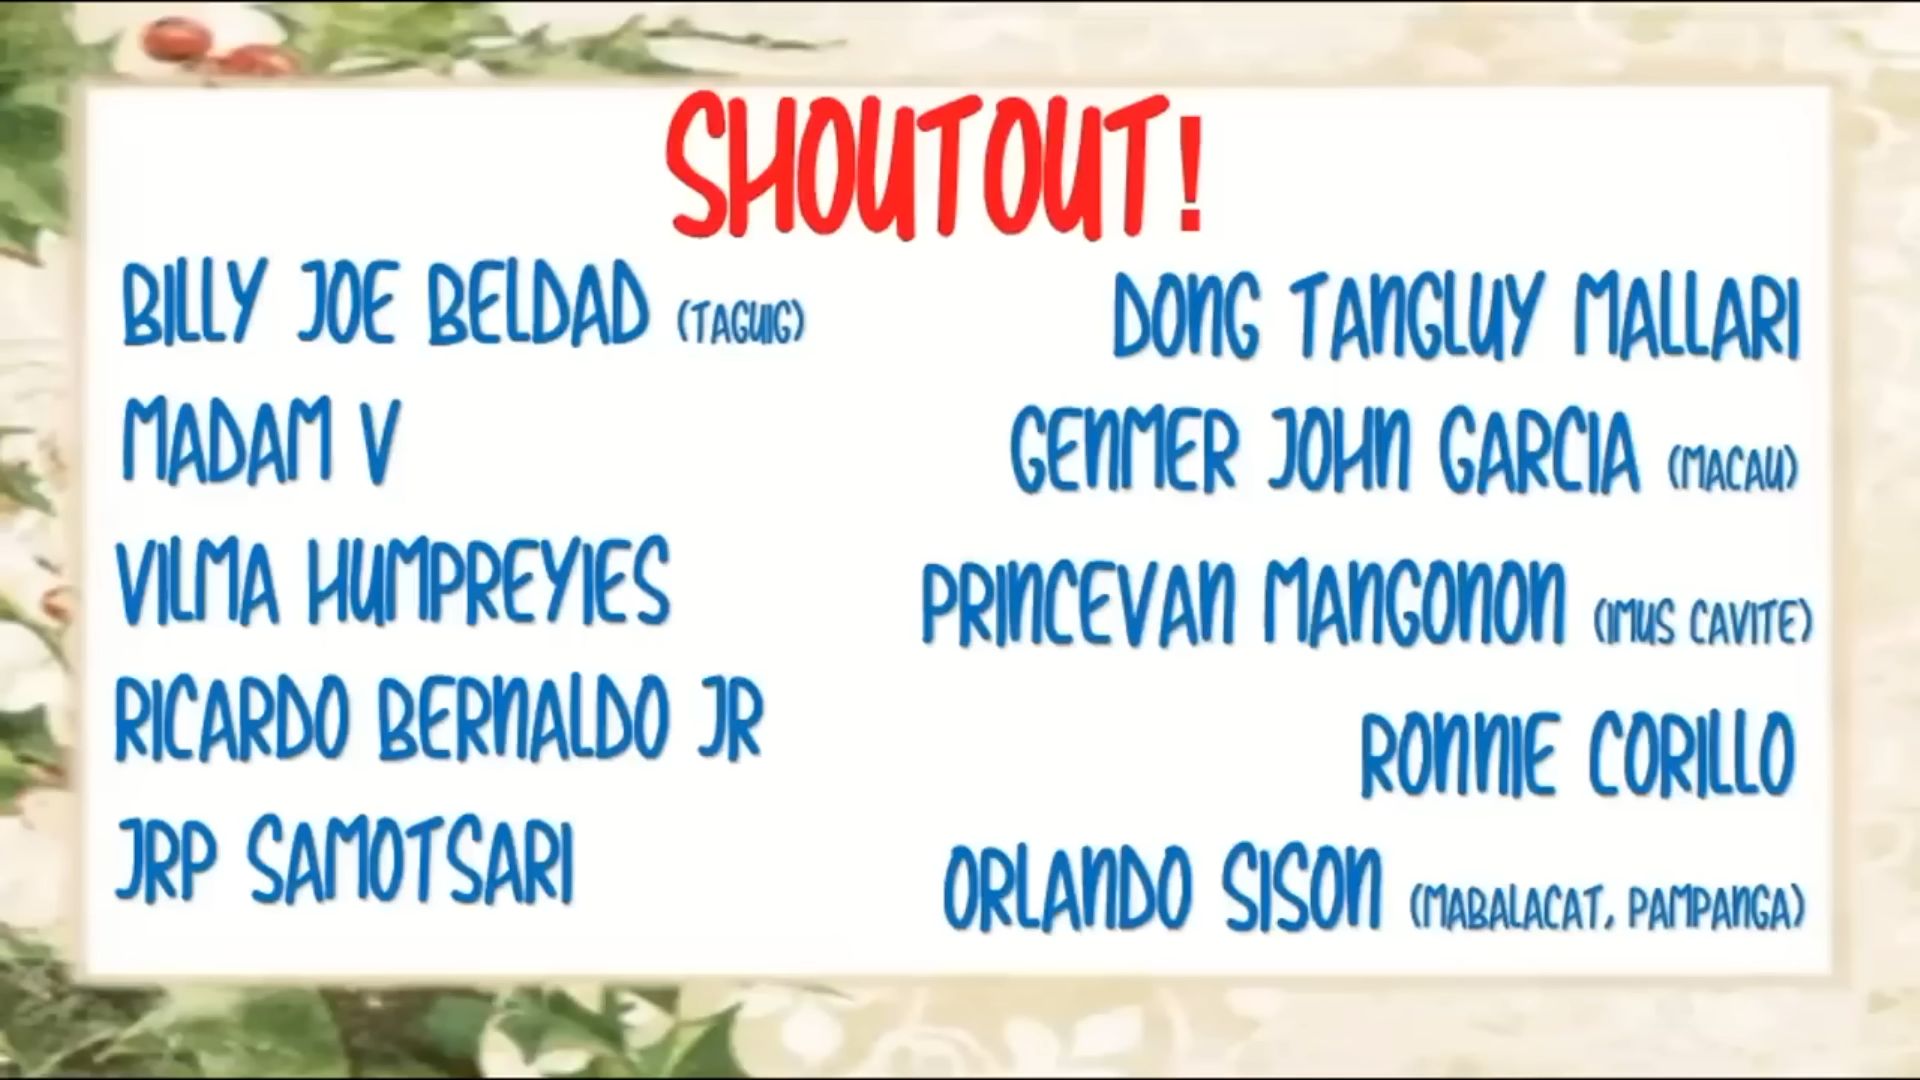 SHOUTOUT!
BILLY JOE BELDAD (TAGUIG)
MADAM V
VILMA HUMPREYIES
RICARDO BERNALDO JR
JRP SAMOTSARI
DONG TANGLUY MALLARI
GENMER JOHN GARCIA (MACAU)
PRINCEVAN MANGONON (IMUS CAVITE)
RONNIE CORILLO
ORLANDO SISON (MABALACAT, PAMPANGA)